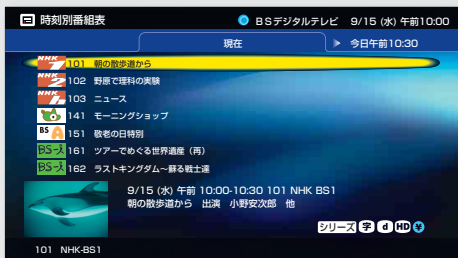 時刻別番組表 BSデジタルテレビ 9/15 (水) 午前10:00
現在 今日午前10:30
NHK 101 朝の散歩道から
NHK 2 102 野原で理科の実験
NHK h 103 ニュース
141 モーニングショップ
BS A 151 敬老の日特別
BS-i 161 ツアーでめぐる世界遺産（再）
BS-i 162 ラストキングダム～蘇る戦士達
9/15 (水) 午前 10:00-10:30 101 NHK BS1
朝の散歩道から 出演 小野安次郎 他
シリーズ 字 d HD ¥
101 NHK-BS1